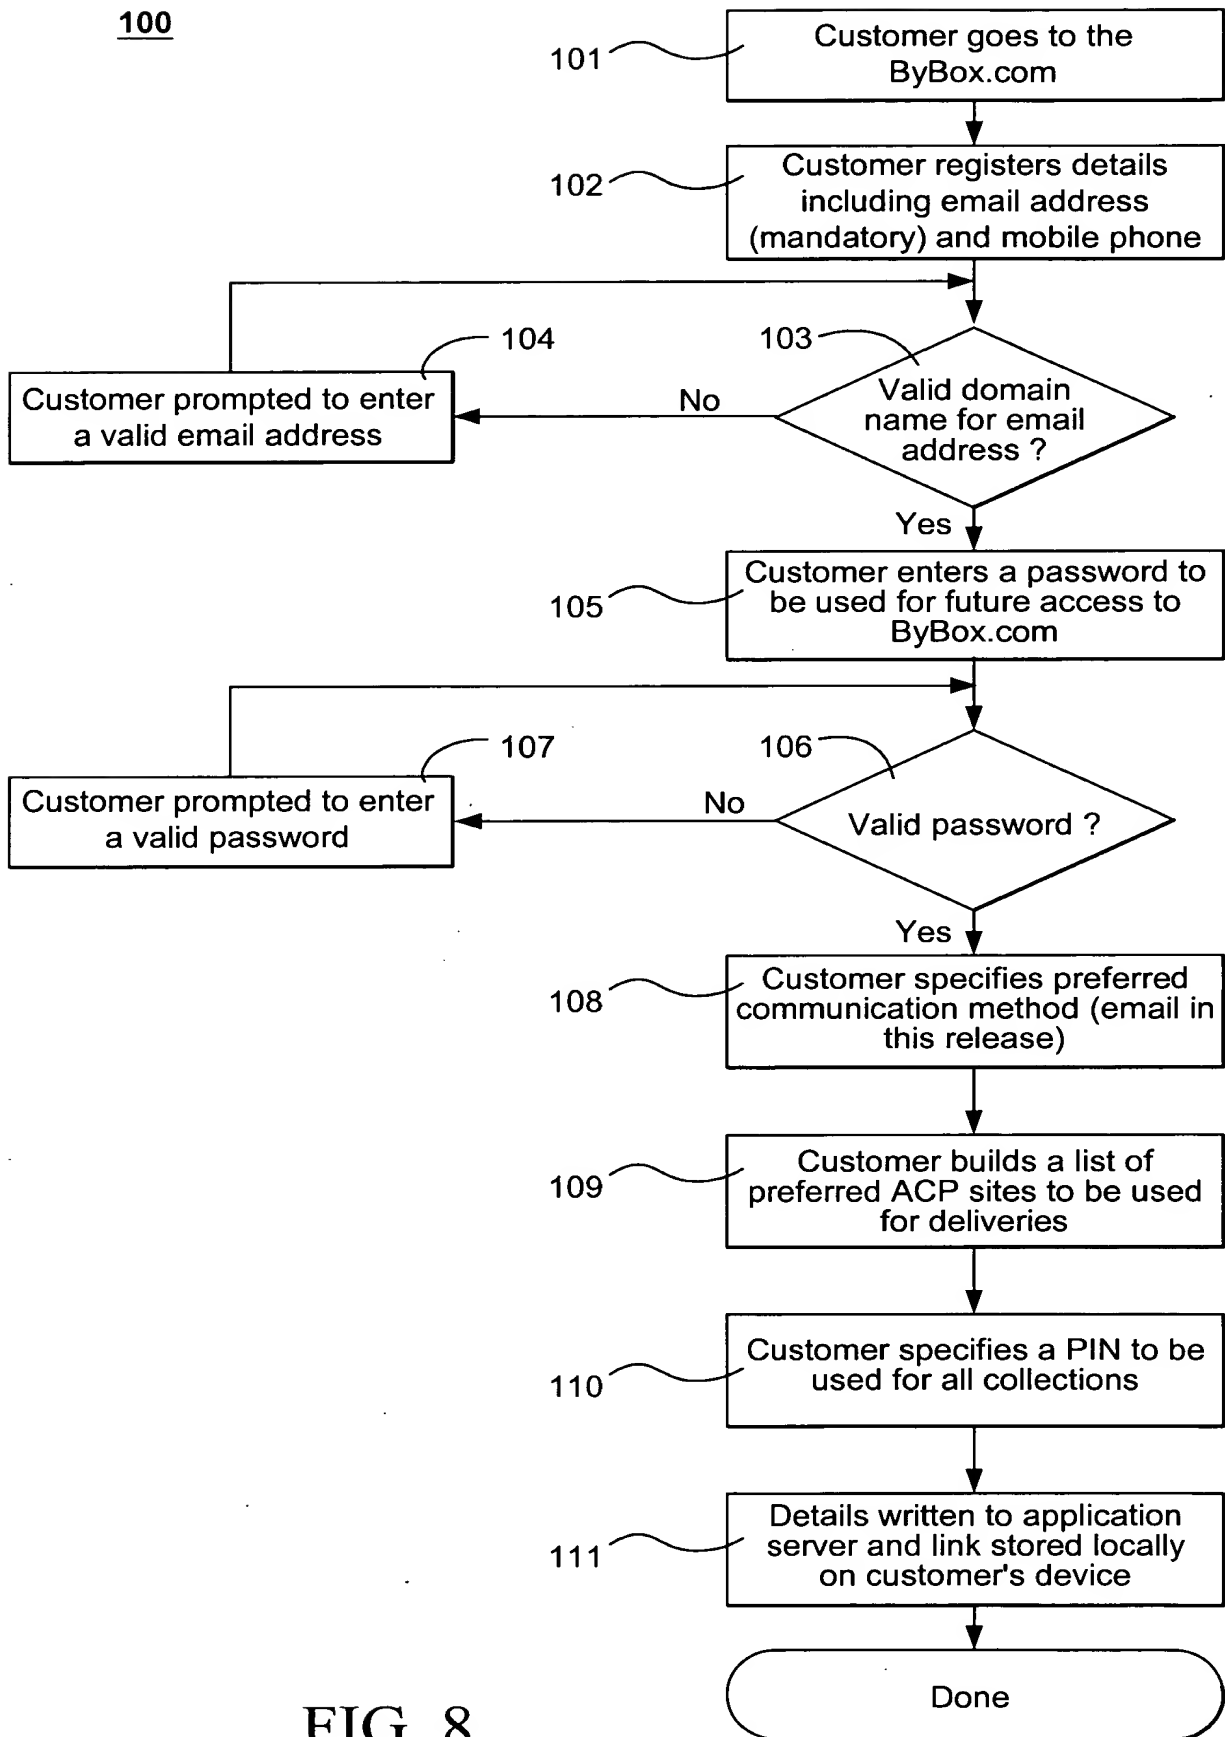 100
101
Customer goes to the
ByBox.com
102
Customer registers details
including email address
(mandatory) and mobile phone
104
Customer prompted to enter
a valid email address
No
103
Valid domain
name for email
address ?
Yes
105
Customer enters a password to
be used for future access to
ByBox.com
107
Customer prompted to enter
a valid password
No
106
Valid password ?
Yes
108
Customer specifies preferred
communication method (email in
this release)
109
Customer builds a list of
preferred ACP sites to be used
for deliveries
110
Customer specifies a PIN to be
used for all collections
111
Details written to application
server and link stored locally
on customer's device
Done
FIG. 8